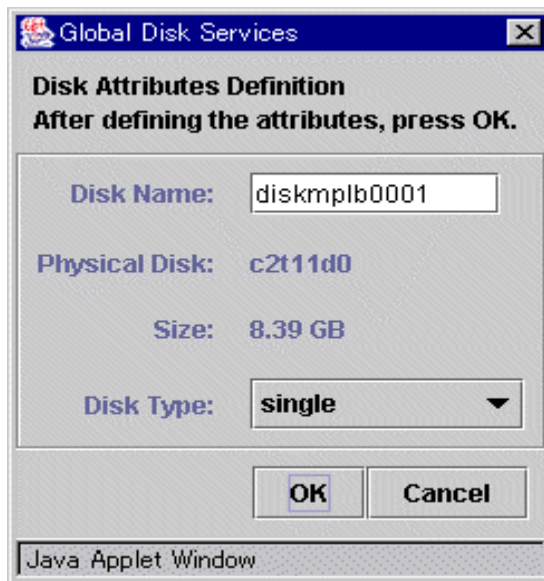 Global Disk Services
Disk Attributes Definition
After defining the attributes, press OK.
Disk Name: diskmplb0001
Physical Disk: c2t11d0
Size: 8.39 GB
Disk Type: single
OK Cancel
Java Applet Window